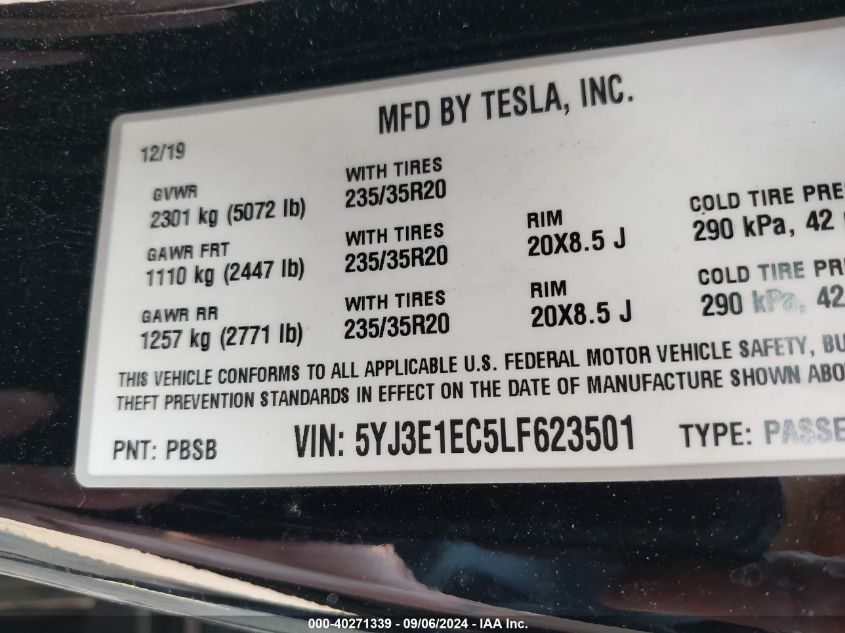 MFD BY TESLA, INC.
12/19
GVWR
2301 kg (5072 lb)
WITH TIRES
235/35R20
GAWR FRT
1110 kg (2447 lb)
WITH TIRES
235/35R20
RIM
20X8.5 J
COLD TIRE PRE
290 kPa, 42
GAWR RR
1257 kg (2771 lb)
WITH TIRES
235/35R20
RIM
20X8.5 J
COLD TIRE PR
290 kPa, 42
THIS VEHICLE CONFORMS TO ALL APPLICABLE U.S. FEDERAL MOTOR VEHICLE SAFETY, BU
THEFT PREVENTION STANDARDS IN EFFECT ON THE DATE OF MANUFACTURE SHOWN ABO
PNT: PBSB
VIN: 5YJ3E1EC5LF623501
TYPE: PASSE
000-40271339 - 09/06/2024 - IAA Inc.